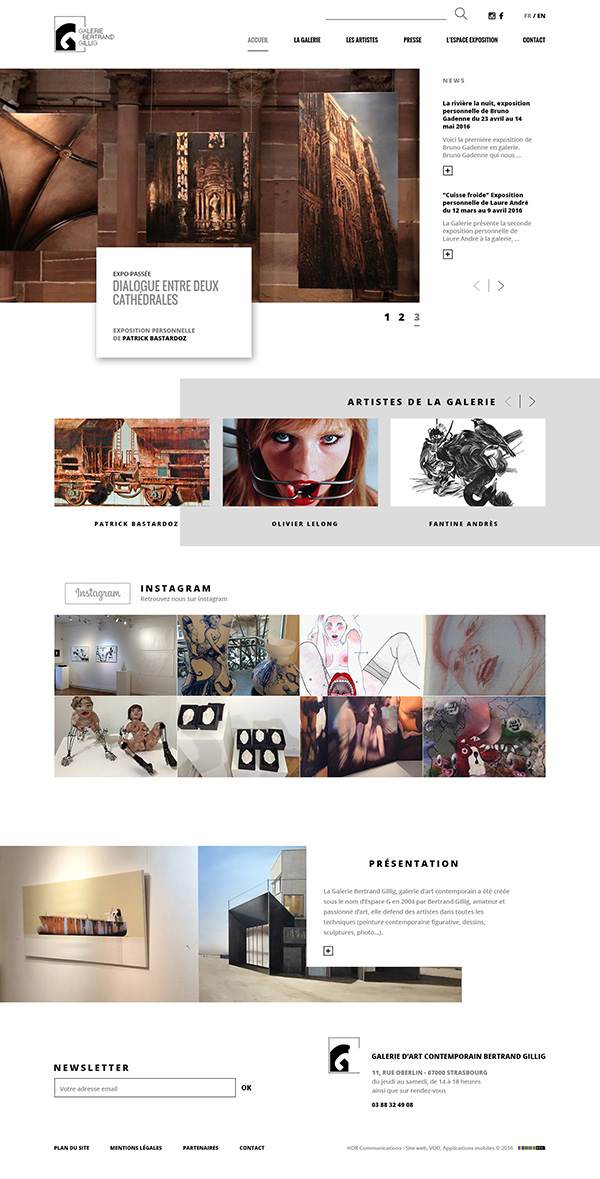 GALERIE
BERTRAND
GILLIG
FR / EN
ACCUEIL
LA GALERIE
LES ARTISTES
PRESSE
L'ESPACE EXPOSITION
CONTACT
NEWS
La rivière la nuit, exposition
personnelle de Bruno
Gadenne du 23 avril au 14
mai 2016
Voici la première exposition de
Bruno Gadenne en galerie,
Bruno Gadenne qui nous ...
"Cuisse froide" Exposition
personnelle de Laure André
du 12 mars au 9 avril 2016
La Galerie présente la seconde
exposition personnelle de
Laure André à la galerie, ...
EXPO PASSÉE
DIALOGUE ENTRE DEUX
CATHÉDRALES
EXPOSITION PERSONNELLE
DE PATRICK BASTARDOZ
1 2 3
ARTISTES DE LA GALERIE
PATRICK BASTARDOZ
OLIVIER LELONG
FANTINE ANDRÈS
Instagram
INSTAGRAM
Retrouvez nous sur instagram
PRÉSENTATION
La Galerie Bertrand Gillig, galerie d'art contemporain a été créée
sous le nom d'Espace G en 2004 par Bertrand Gillig, amateur et
passionné d'art, elle défend des artistes dans toutes les
techniques (peinture contemporaine figurative, dessins,
sculptures, photo...).
NEWSLETTER
Votre adresse email
OK
GALERIE D'ART CONTEMPORAIN BERTRAND GILLIG
11, RUE OBERLIN - 67000 STRASBOURG
du jeudi au samedi, de 14 à 18 heures
ainsi que sur rendez-vous
03 88 32 49 08
PLAN DU SITE
MENTIONS LÉGALES
PARTENAIRES
CONTACT
HDR Communications : Site web, VOD, Applications mobiles © 2016